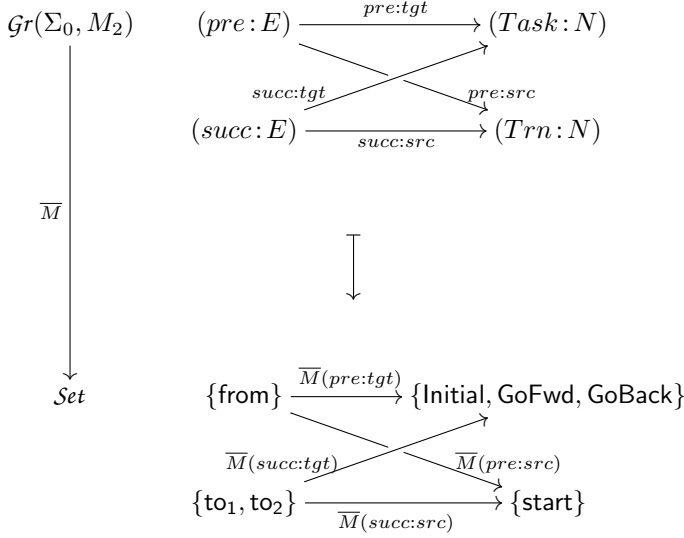 𝒢r(Σ₀, M₂) (pre : E) pre:tgt (Task : N)
succ:tgt pre:src
(succ : E) succ:src (Trn : N)
M̅
𝒮et {from} M̅(pre:tgt) {Initial, GoFwd, GoBack}
M̅(succ:tgt) M̅(pre:src)
{to₁, to₂} M̅(succ:src) {start}